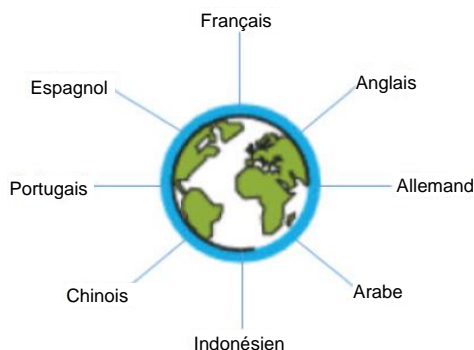 Français
Anglais
Espagnol
Portugais
Allemand
Chinois
Arabe
Indonésien